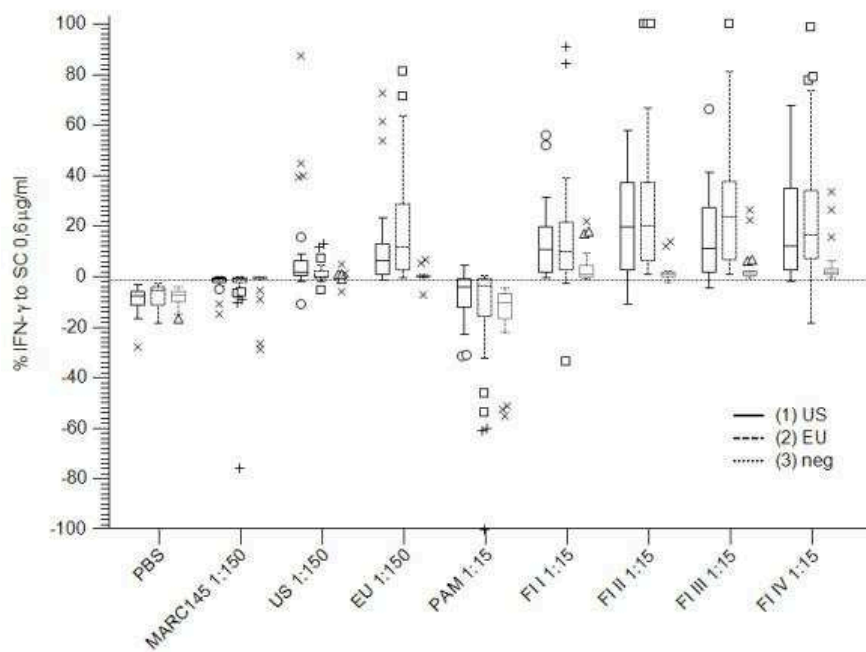 % IFN-γ to SC 0,6µg/ml
100
80
60
40
20
0
-20
-40
-60
-80
-100
(1) US
(2) EU
(3) neg
PBS
MARC145 1:150
US 1:150
EU 1:150
PAM 1:15
FI I 1:15
FI II 1:15
FI III 1:15
FI IV 1:15